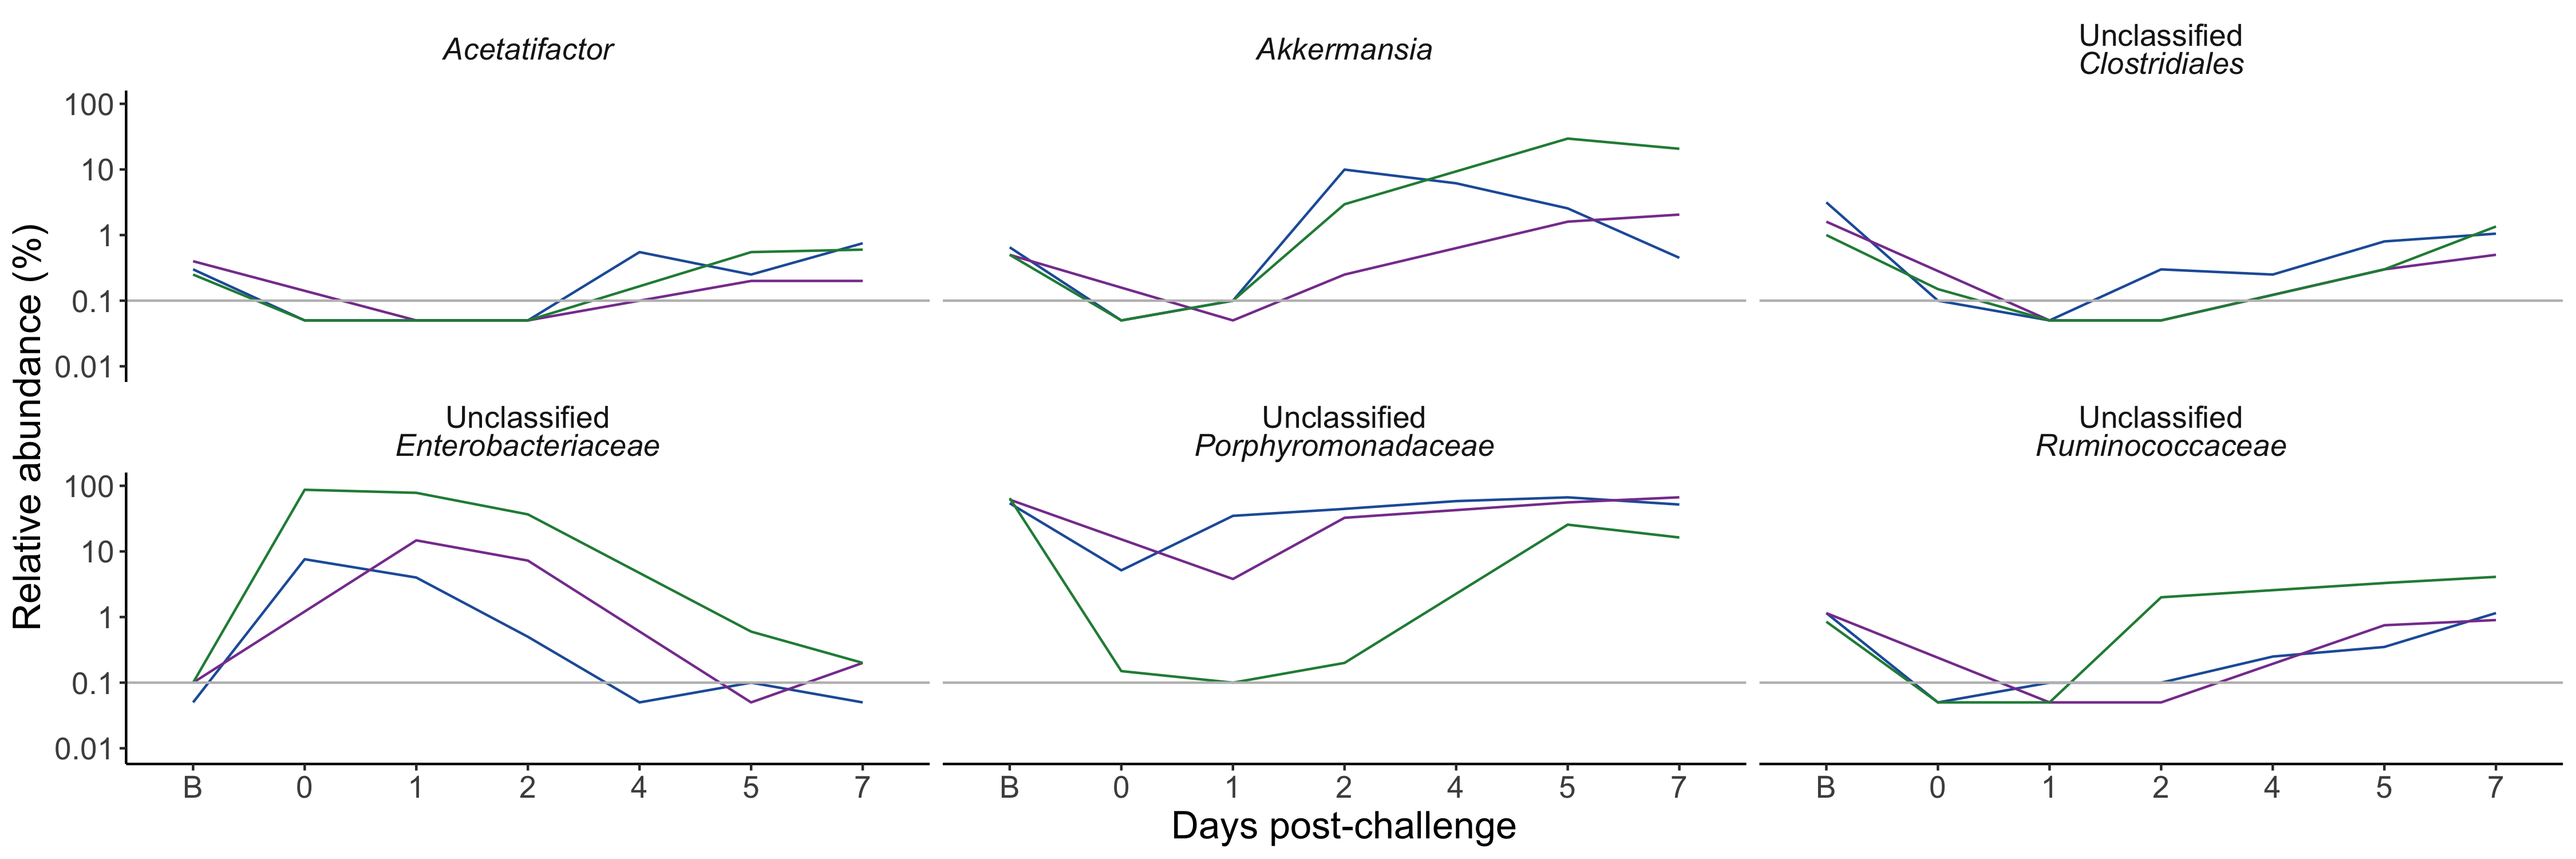 Acetatifactor
Akkermansia
Unclassified
Clostridiales
100
10
1
0.1
0.01
Unclassified
Enterobacteriaceae
Unclassified
Porphyromonadaceae
Unclassified
Ruminococcaceae
100
10
1
0.1
0.01
Relative abundance (%)
B 0 1 2 4 5 7
B 0 1 2 4 5 7
B 0 1 2 4 5 7
Days post-challenge